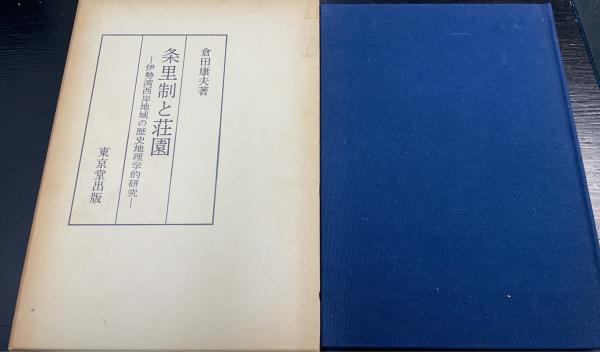 倉田康夫著
条里制と荘園
―伊勢湾西岸地域の歴史地理学的研究―
東京堂出版